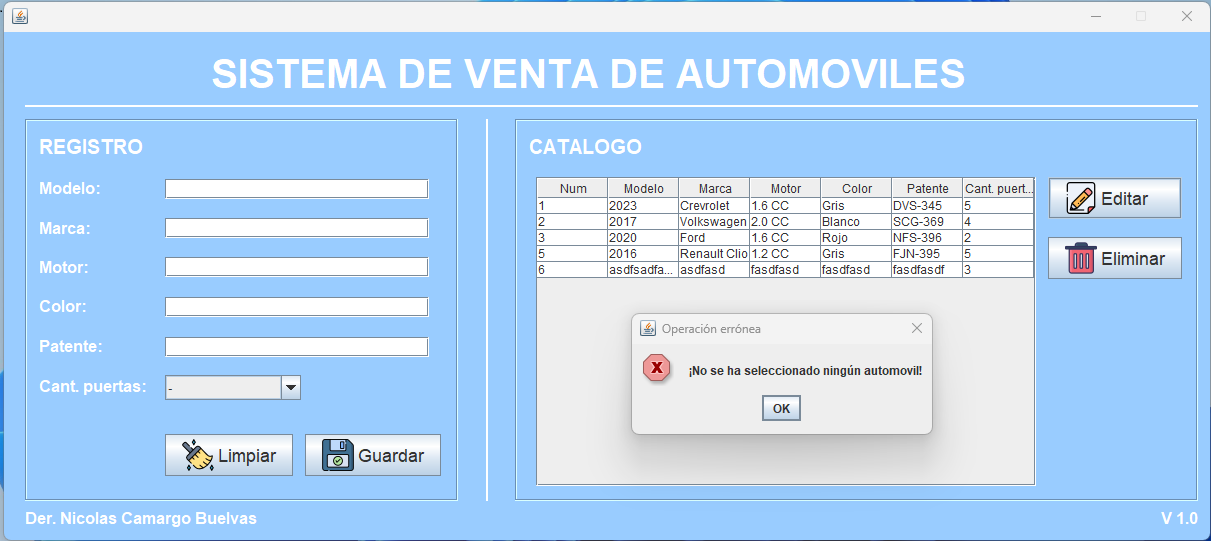 SISTEMA DE VENTA DE AUTOMOVILES
REGISTRO
Modelo:
Marca:
Motor:
Color:
Patente:
Cant. puertas: -
Limpiar Guardar
CATALOGO
Num Modelo Marca Motor Color Patente Cant. puert...
1 2023 Crevrolet 1.6 CC Gris DVS-345 5
2 2017 Volkswagen 2.0 CC Blanco SCG-369 4
3 2020 Ford 1.6 CC Rojo NFS-396 2
5 2016 Renault Clio 1.2 CC Gris FJN-395 5
6 asdfsadfa... asdfasd fasdfasd fasdfasd fasdfasdf 3
Editar
Eliminar
Operación errónea
¡No se ha seleccionado ningún automovil!
OK
Der. Nicolas Camargo Buelvas
V 1.0